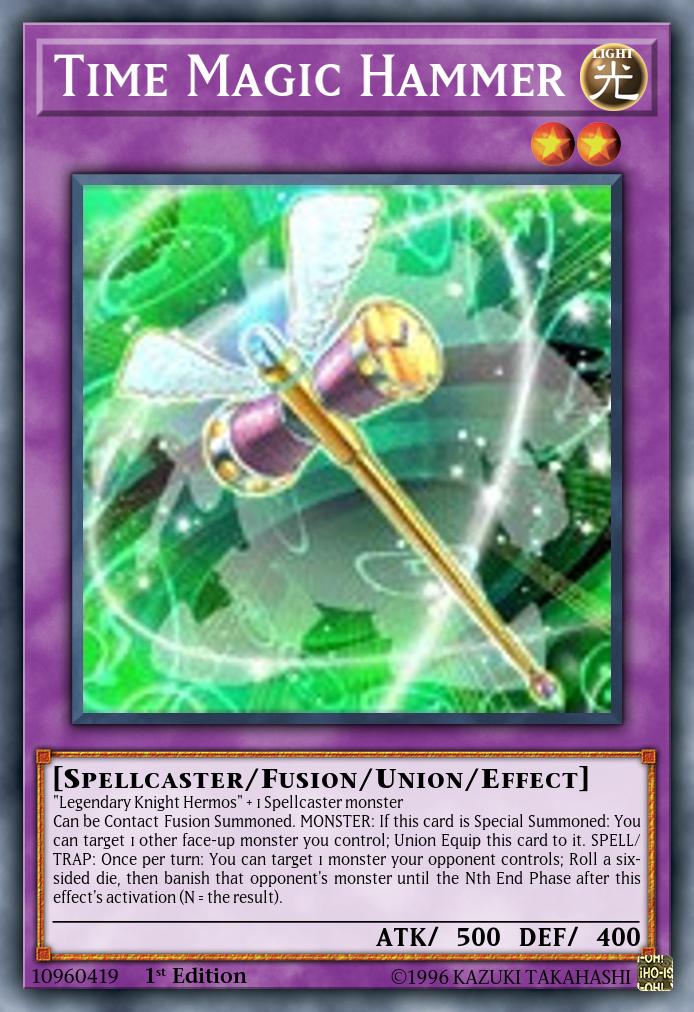 TIME MAGIC HAMMER
LIGHT
光
[SPELLCASTER/FUSION/UNION/EFFECT]
"Legendary Knight Hermos" + 1 Spellcaster monster
Can be Contact Fusion Summoned. MONSTER: If this card is Special Summoned: You
can target 1 other face-up monster you control; Union Equip this card to it. SPELL/
TRAP: Once per turn: You can target 1 monster your opponent controls; Roll a six-
sided die, then banish that opponent's monster until the Nth End Phase after this
effect's activation (N = the result).
ATK/ 500 DEF/ 400
10960419 1st Edition ©1996 KAZUKI TAKAHASHI